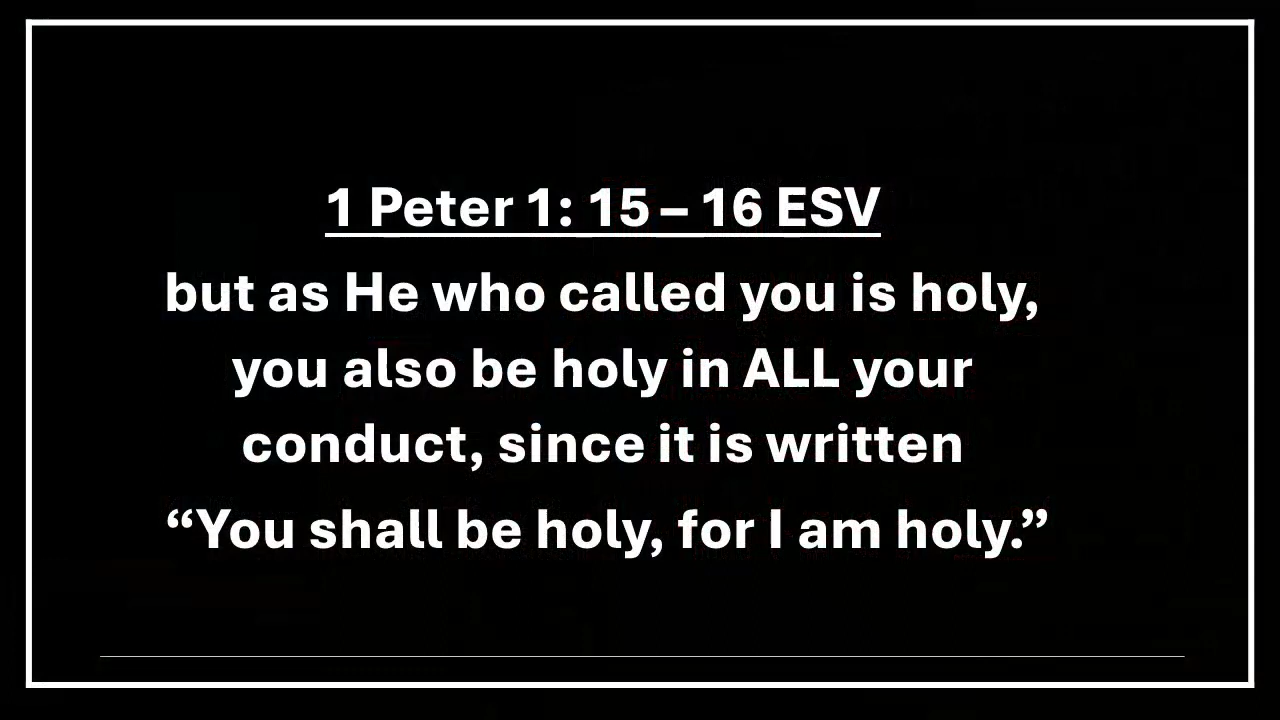 1 Peter 1: 15 – 16 ESV
but as He who called you is holy,
you also be holy in ALL your
conduct, since it is written
“You shall be holy, for I am holy.”